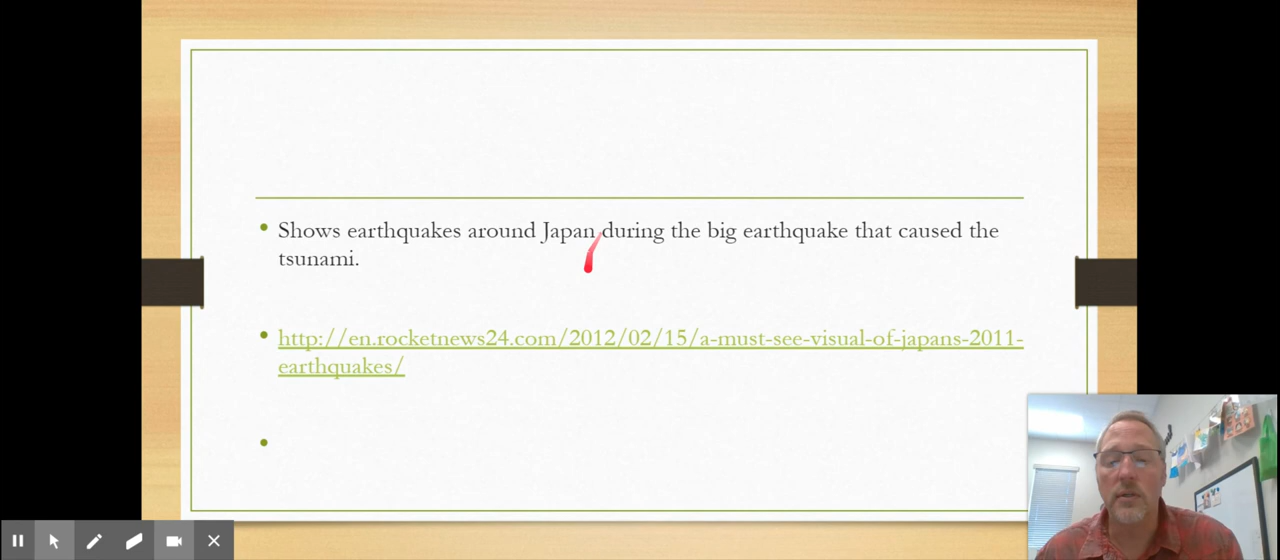 Shows earthquakes around Japan during the big earthquake that caused the
tsunami.
http://en.rocketnews24.com/2012/02/15/a-must-see-visual-of-japans-2011-
earthquakes/